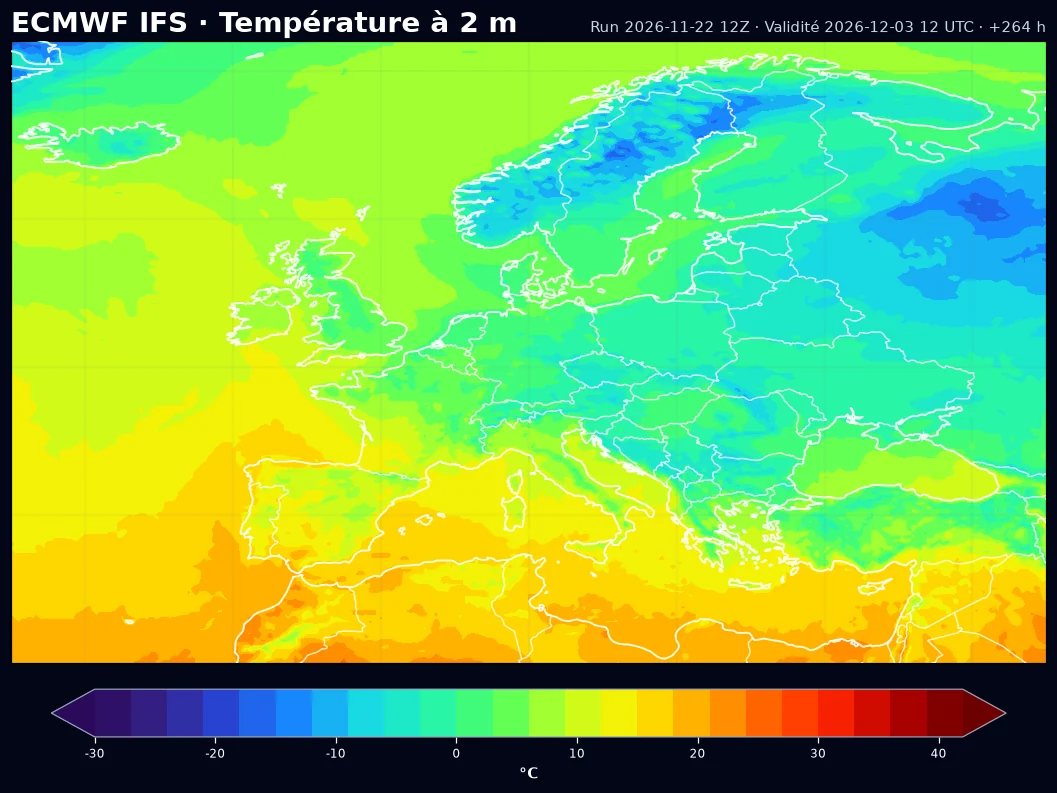 ECMWF IFS · Température à 2 m
Run 2026-11-22 12Z · Validité 2026-12-03 12 UTC · +264 h
-30 -20 -10 0 10 20 30 40
°C